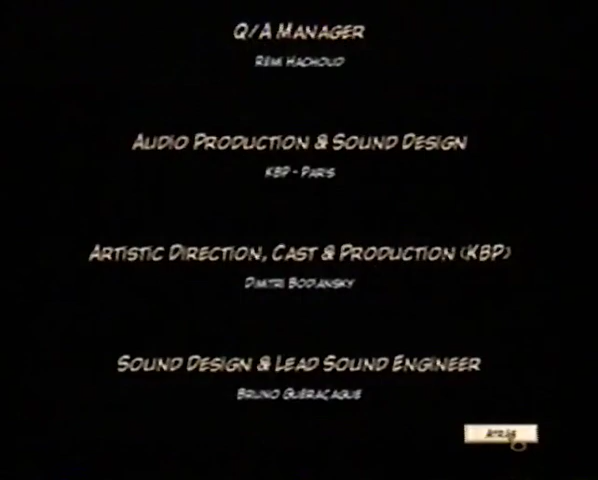 Q/A MANAGER
RÉMI HACHOUD
AUDIO PRODUCTION & SOUND DESIGN
KBP - PARIS
ARTISTIC DIRECTION, CAST & PRODUCTION (KBP)
DIMITRI BODIANSKY
SOUND DESIGN & LEAD SOUND ENGINEER
BRUNO GUÉRAÇAGUE
ATRÁS